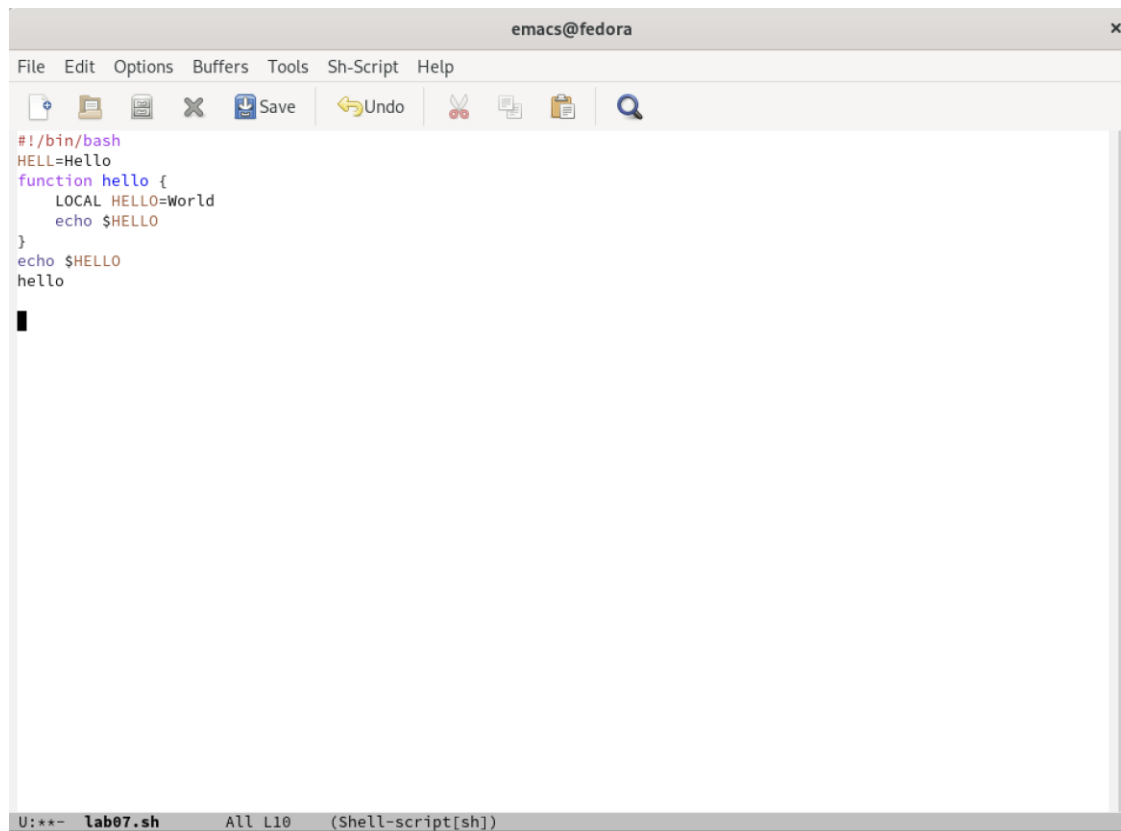 emacs@fedora ×
File Edit Options Buffers Tools Sh-Script Help
Save Undo
#!/bin/bash
HELL=Hello
function hello {
    LOCAL HELLO=World
    echo $HELLO
}
echo $HELLO
hello
U:**-  lab07.sh      All L10    (Shell-script[sh])